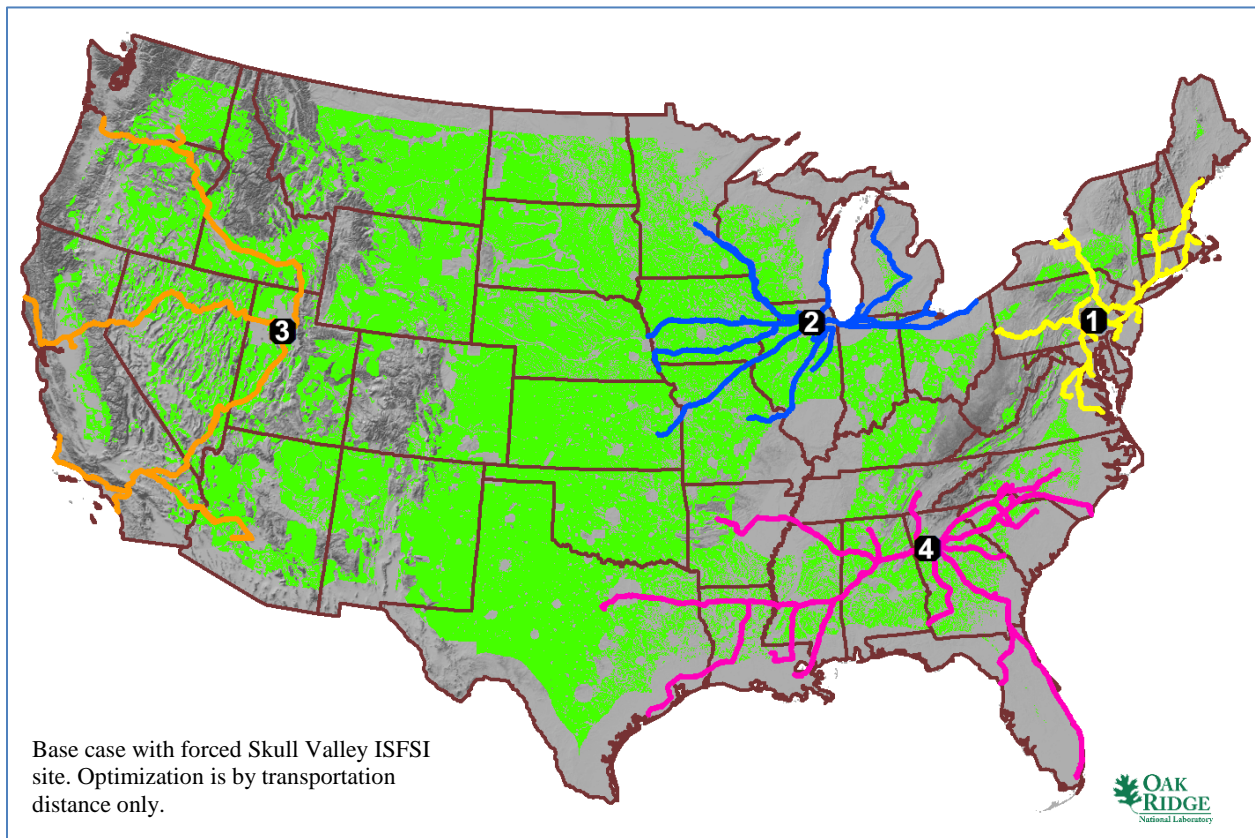 1
2
3
4
Base case with forced Skull Valley ISFSI
site. Optimization is by transportation
distance only.
OAK
RIDGE
National Laboratory